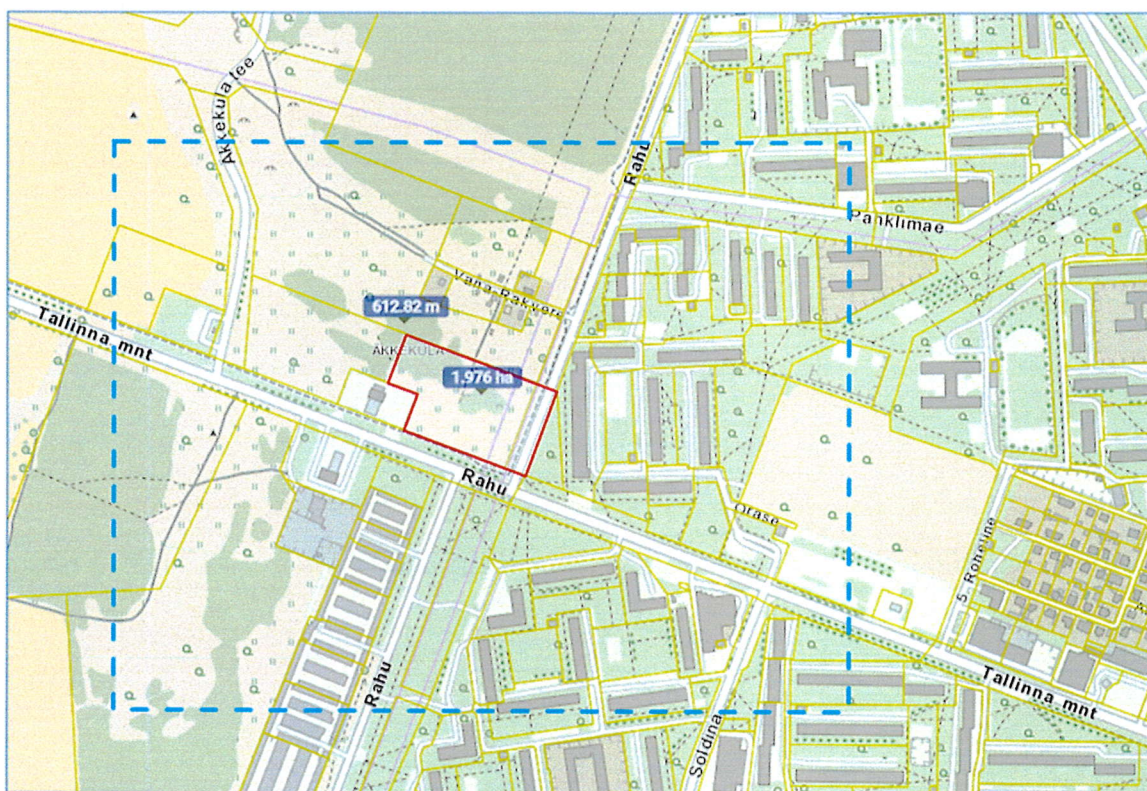 Akkekula tee
Rahu
Panklimäe
Vana-Rakvere
612.82 m
Tallinna mnt
AKKEKÜLA
1.976 ha
Rahu
Orase
5. Roheline
Rahu
Tallinna mnt
Soldina